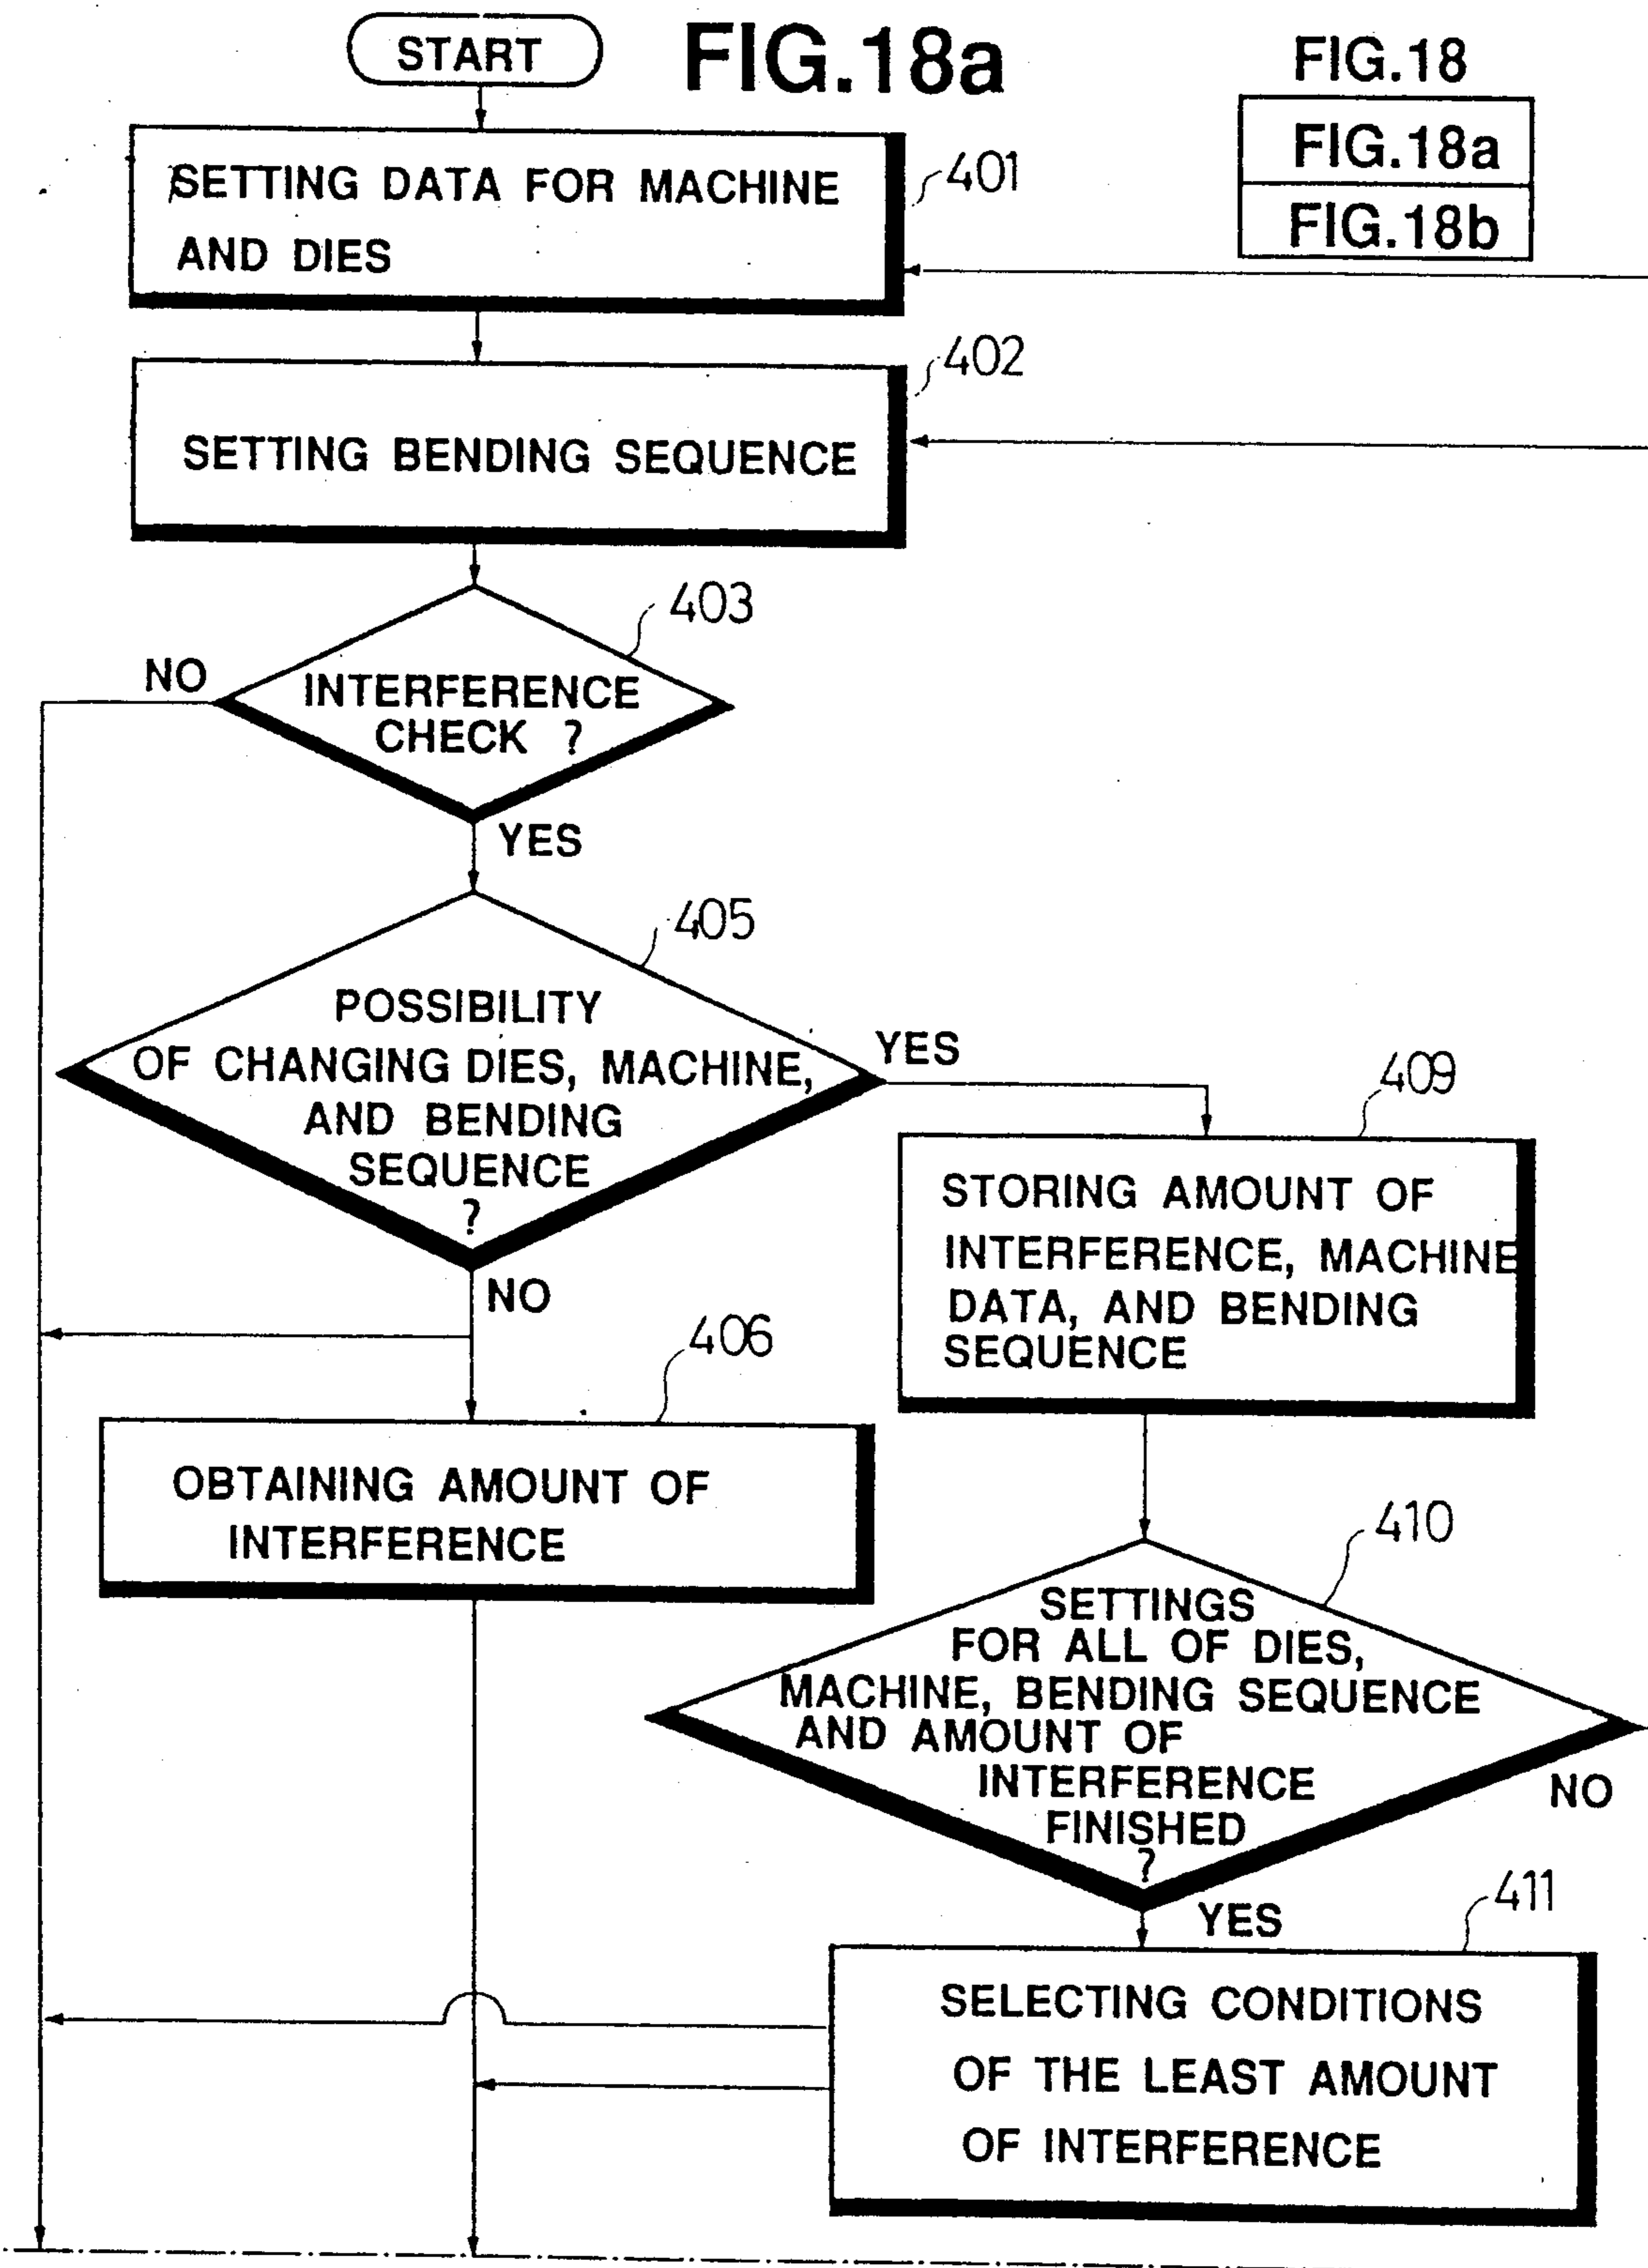 START
FIG.18a
FIG.18
FIG.18a
FIG.18b
SETTING DATA FOR MACHINE
AND DIES
401
402
SETTING BENDING SEQUENCE
403
NO
INTERFERENCE
CHECK ?
YES
405
POSSIBILITY
OF CHANGING DIES, MACHINE,
AND BENDING
SEQUENCE
?
YES
NO
409
STORING AMOUNT OF
INTERFERENCE, MACHINE
DATA, AND BENDING
SEQUENCE
406
OBTAINING AMOUNT OF
INTERFERENCE
410
SETTINGS
FOR ALL OF DIES,
MACHINE, BENDING SEQUENCE
AND AMOUNT OF
INTERFERENCE
FINISHED
?
NO
YES
411
SELECTING CONDITIONS
OF THE LEAST AMOUNT
OF INTERFERENCE